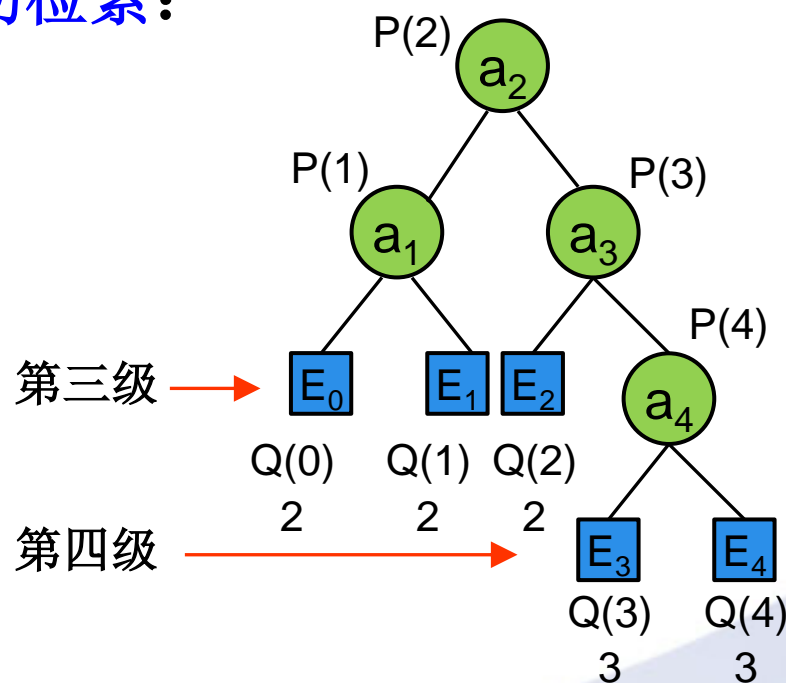 检索：
P(2)
a₂
P(1)
P(3)
a₁
a₃
P(4)
第三级
E₀
E₁
E₂
a₄
Q(0)
Q(1)
Q(2)
2
2
2
第四级
E₃
E₄
Q(3)
Q(4)
3
3